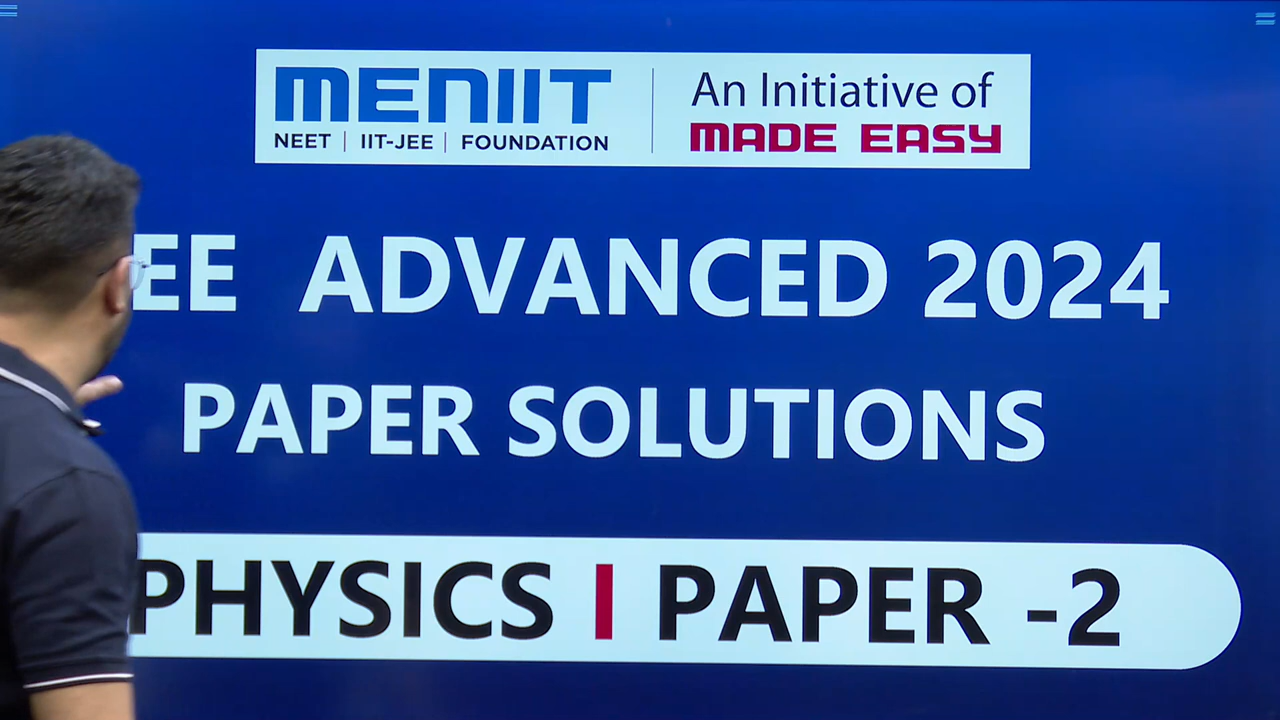 MENIIT
NEET | IIT-JEE | FOUNDATION
An Initiative of
MADE EASY
EE ADVANCED 2024
PAPER SOLUTIONS
PHYSICS | PAPER -2